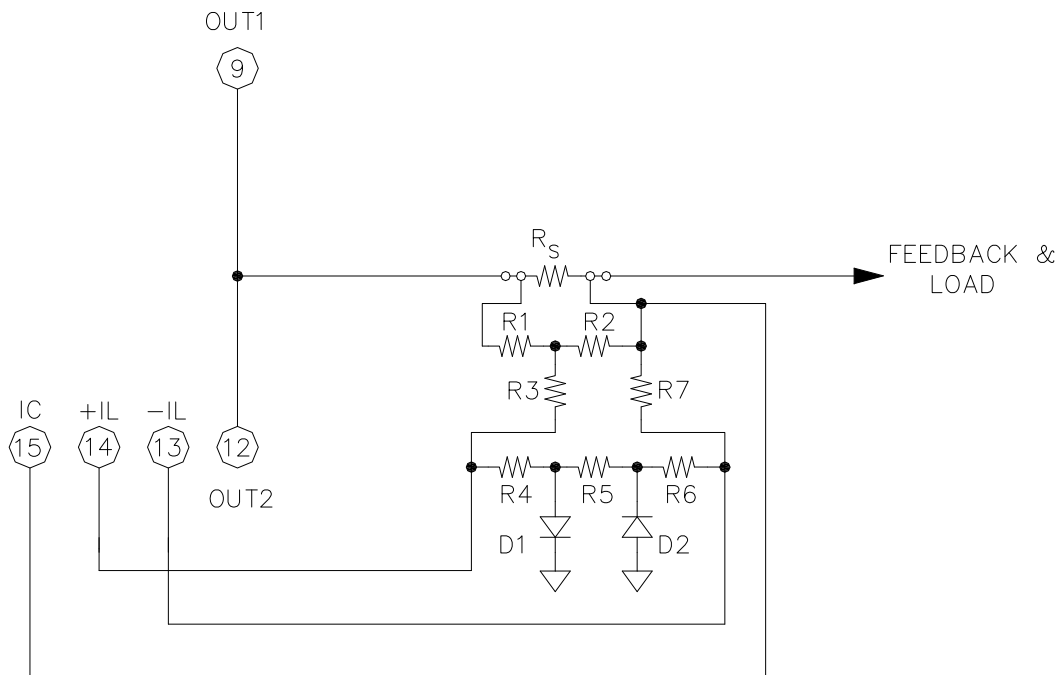 OUT1
9
RS
FEEDBACK &
LOAD
R1 R2
R3 R7
IC +IL -IL
15 14 13 12
OUT2
R4 R5 R6
D1 D2